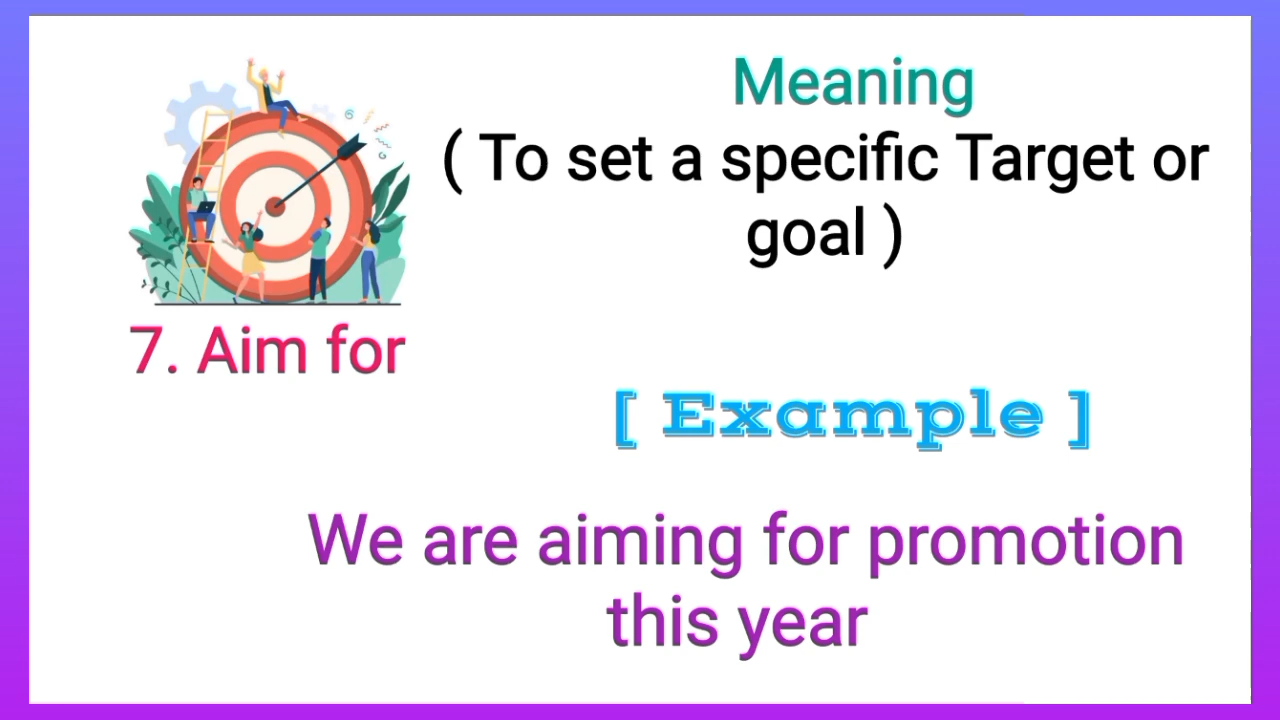 Meaning
( To set a specific Target or
goal )
7. Aim for
[ Example ]
We are aiming for promotion
this year